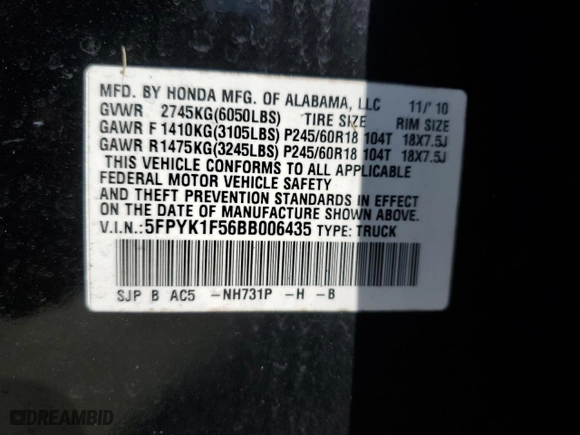 MFD. BY HONDA MFG. OF ALABAMA, LLC 11/'10
GVWR 2745KG(6050LBS) TIRE SIZE RIM SIZE
GAWR F 1410KG(3105LBS) P245/60R18 104T 18X7.5J
GAWR R1475KG(3245LBS) P245/60R18 104T 18X7.5J
THIS VEHICLE CONFORMS TO ALL APPLICABLE
FEDERAL MOTOR VEHICLE SAFETY
AND THEFT PREVENTION STANDARDS IN EFFECT
ON THE DATE OF MANUFACTURE SHOWN ABOVE.
V.I.N.: 5FPYK1F56BB006435 TYPE: TRUCK
SJP B AC5 -NH731P -H -B
DREAMBID